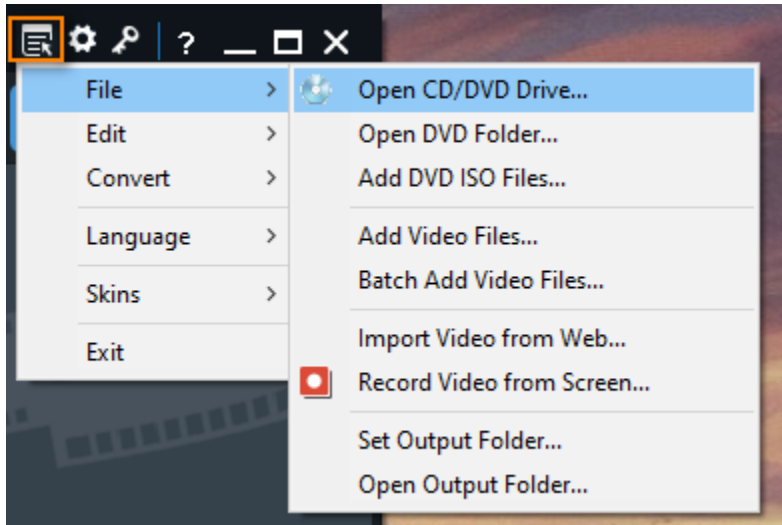 ?
File
Edit
Convert
Language
Skins
Exit
Open CD/DVD Drive...
Open DVD Folder...
Add DVD ISO Files...
Add Video Files...
Batch Add Video Files...
Import Video from Web...
Record Video from Screen...
Set Output Folder...
Open Output Folder...